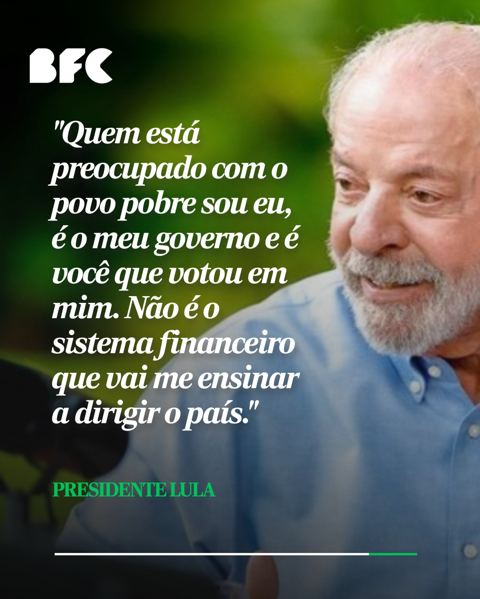 BFC
"Quem está
preocupado com o
povo pobre sou eu,
é o meu governo e é
você que votou em
mim. Não é o
sistema financeiro
que vai me ensinar
a dirigir o país."
PRESIDENTE LULA